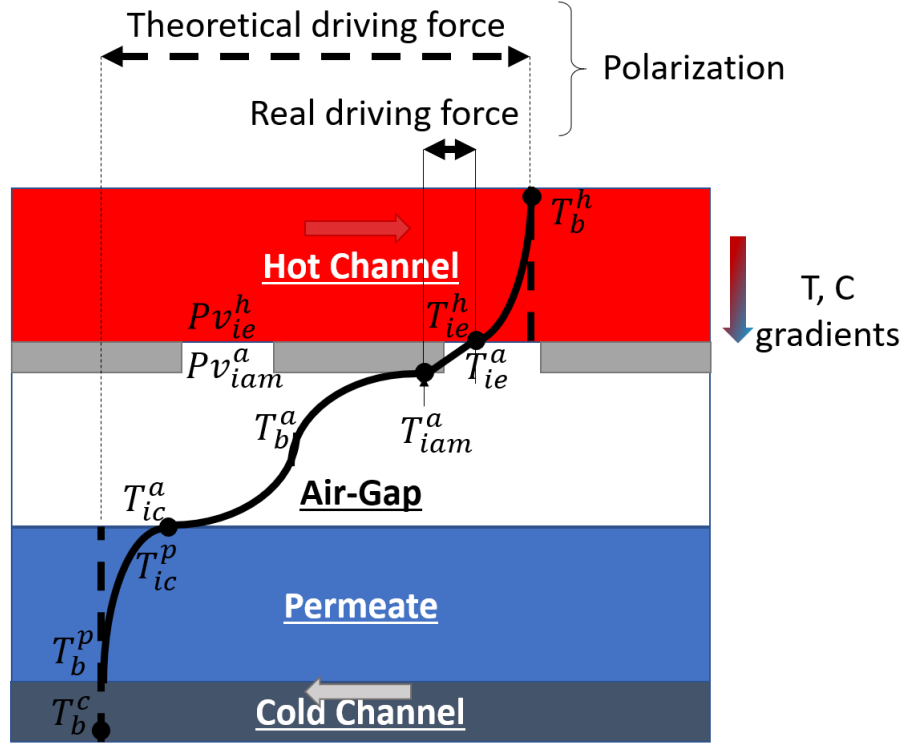 Theoretical driving force
Polarization
Real driving force
T_b^h
Hot Channel
T, C
gradients
Pv_ie^h
T_ie^h
Pv_iam^a
T_ie^a
T_b^a
T_iam^a
T_ic^a
Air-Gap
T_ic^p
Permeate
T_b^p
T_b^c
Cold Channel